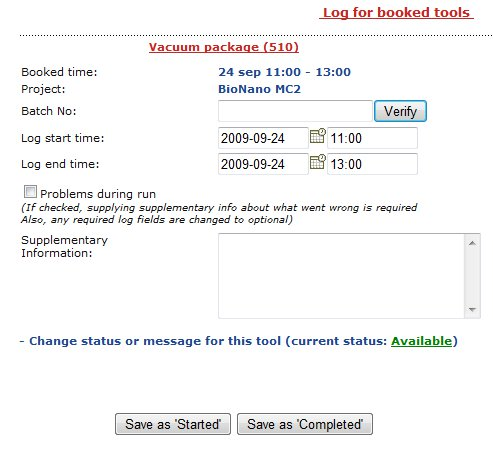 Log for booked tools
Vacuum package (510)
Booked time: 24 sep 11:00 - 13:00
Project: BioNano MC2
Batch No: Verify
Log start time: 2009-09-24 11:00
Log end time: 2009-09-24 13:00
Problems during run
(If checked, supplying supplementary info about what went wrong is required
Also, any required log fields are changed to optional)
Supplementary
Information:
- Change status or message for this tool (current status: Available)
Save as 'Started' Save as 'Completed'